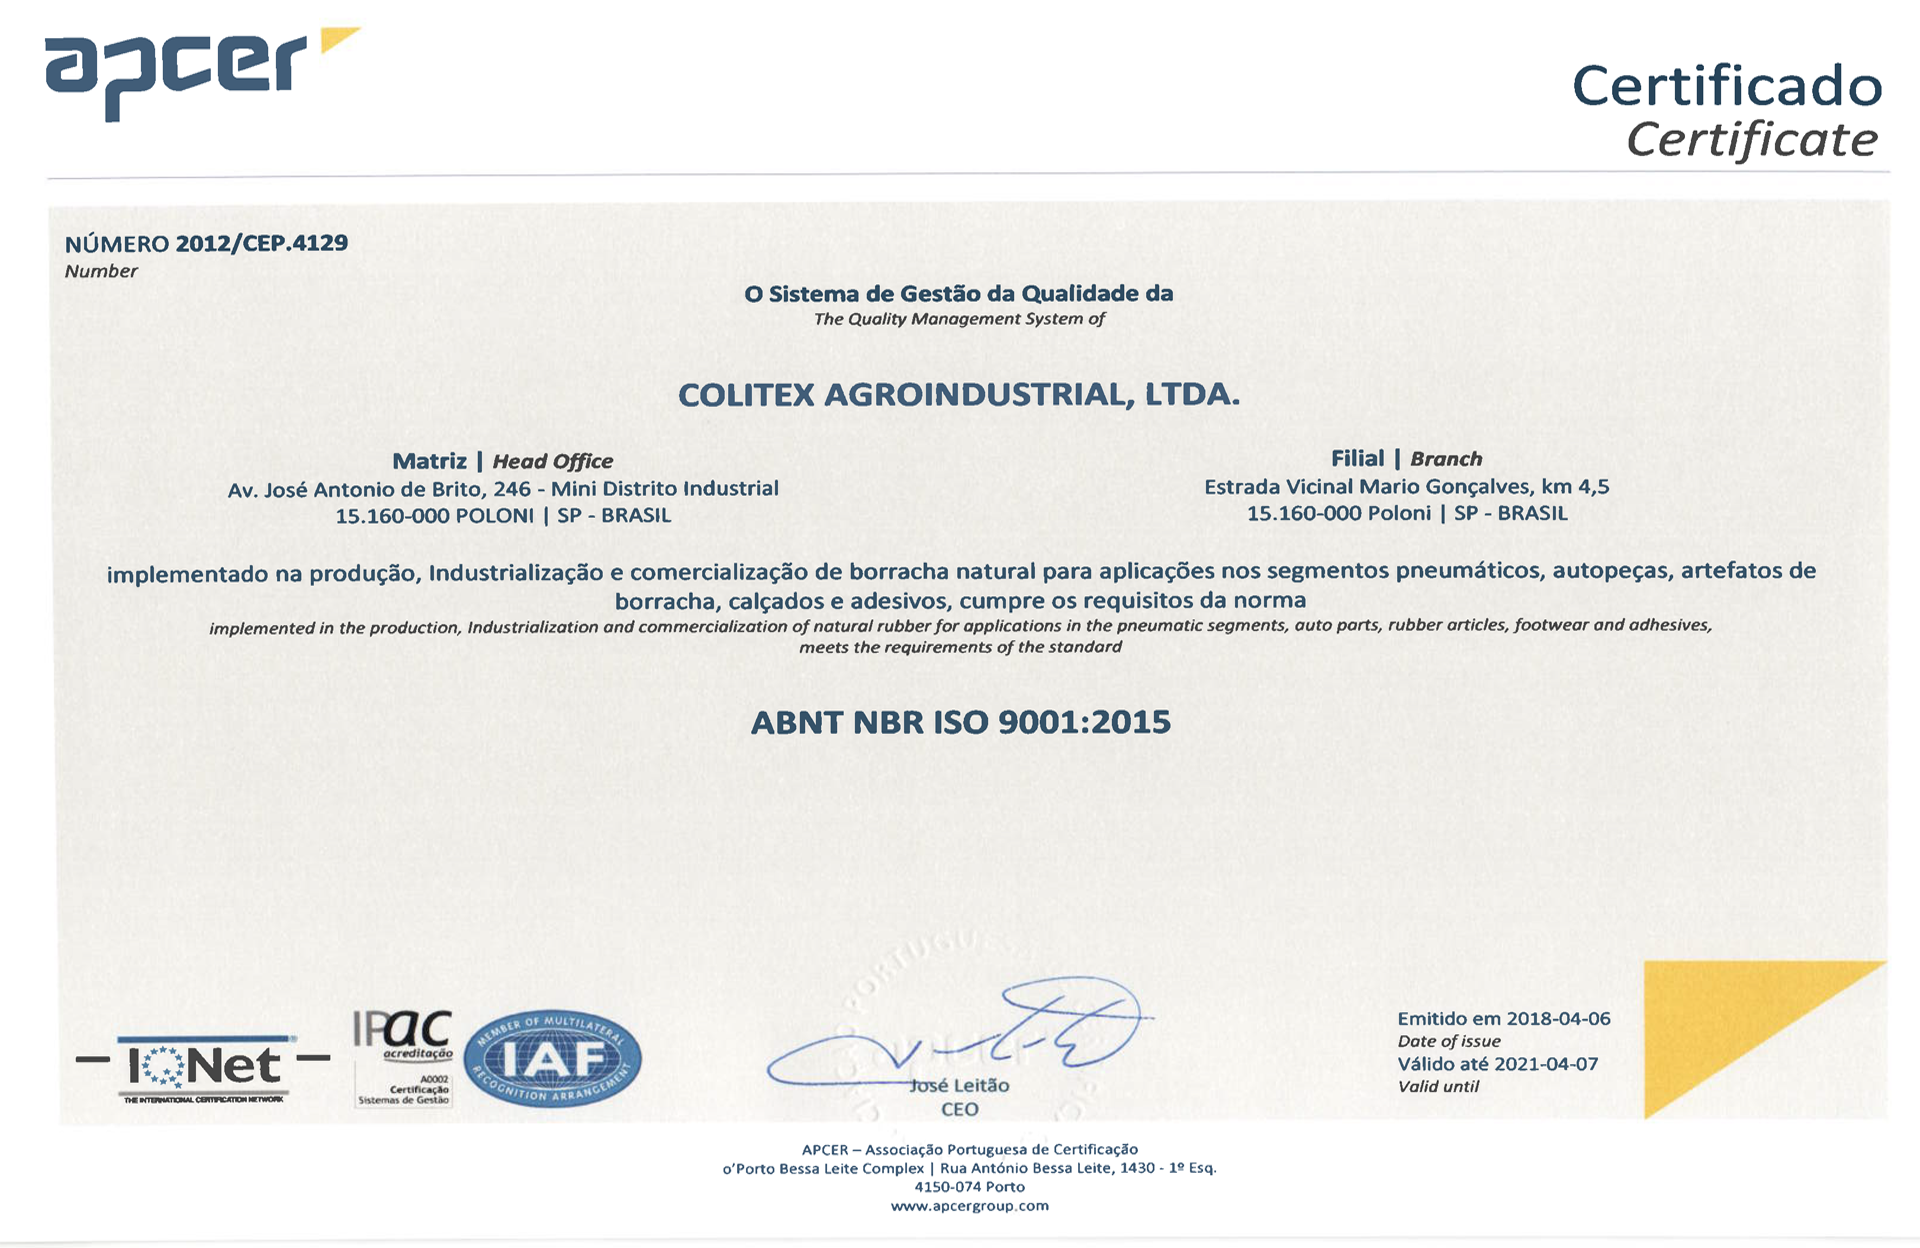 apcer
Certificado
Certificate
NÚMERO 2012/CEP.4129
Number
O Sistema de Gestão da Qualidade da
The Quality Management System of
COLITEX AGROINDUSTRIAL, LTDA.
Matriz | Head Office
Av. José Antonio de Brito, 246 - Mini Distrito Industrial
15.160-000 POLONI | SP - BRASIL
Filial | Branch
Estrada Vicinal Mario Gonçalves, km 4,5
15.160-000 Poloni | SP - BRASIL
implementado na produção, Industrialização e comercialização de borracha natural para aplicações nos segmentos pneumáticos, autopeças, artefatos de
borracha, calçados e adesivos, cumpre os requisitos da norma
implemented in the production, Industrialization and commercialization of natural rubber for applications in the pneumatic segments, auto parts, rubber articles, footwear and adhesives,
meets the requirements of the standard
ABNT NBR ISO 9001:2015
IQNet
THE INTERNATIONAL CERTIFICATION NETWORK
IPAC
acreditação
A0002
Certificação
Sistemas de Gestão
MEMBER OF MULTILATERAL
IAF
RECOGNITION ARRANGEMENT
José Leitão
CEO
Emitido em 2018-04-06
Date of issue
Válido até 2021-04-07
Valid until
APCER – Associação Portuguesa de Certificação
o'Porto Bessa Leite Complex | Rua António Bessa Leite, 1430 - 1º Esq.
4150-074 Porto
www.apcergroup.com